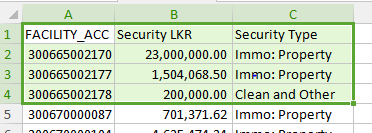 A B C
1 FACILITY_ACC Security LKR Security Type
2 300665002170 23,000,000.00 Immo: Property
3 300665002177 1,504,068.50 Immo: Property
4 300665002178 200,000.00 Clean and Other
5 300670000087 701,371.62 Immo: Property